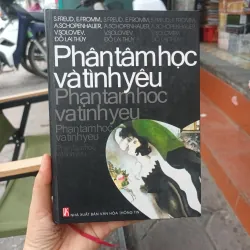 S.FREUD, E.FROMM,
A.SCHOPENHAUER,
V.SOLOVIEV,
ĐỖ LAI THÚY
Phân tâm học
và tình yêu
Phân tâm học
và tình yêu
Phân tâm học
và tình yêu
NHÀ XUẤT BẢN VĂN HÓA THÔNG TIN